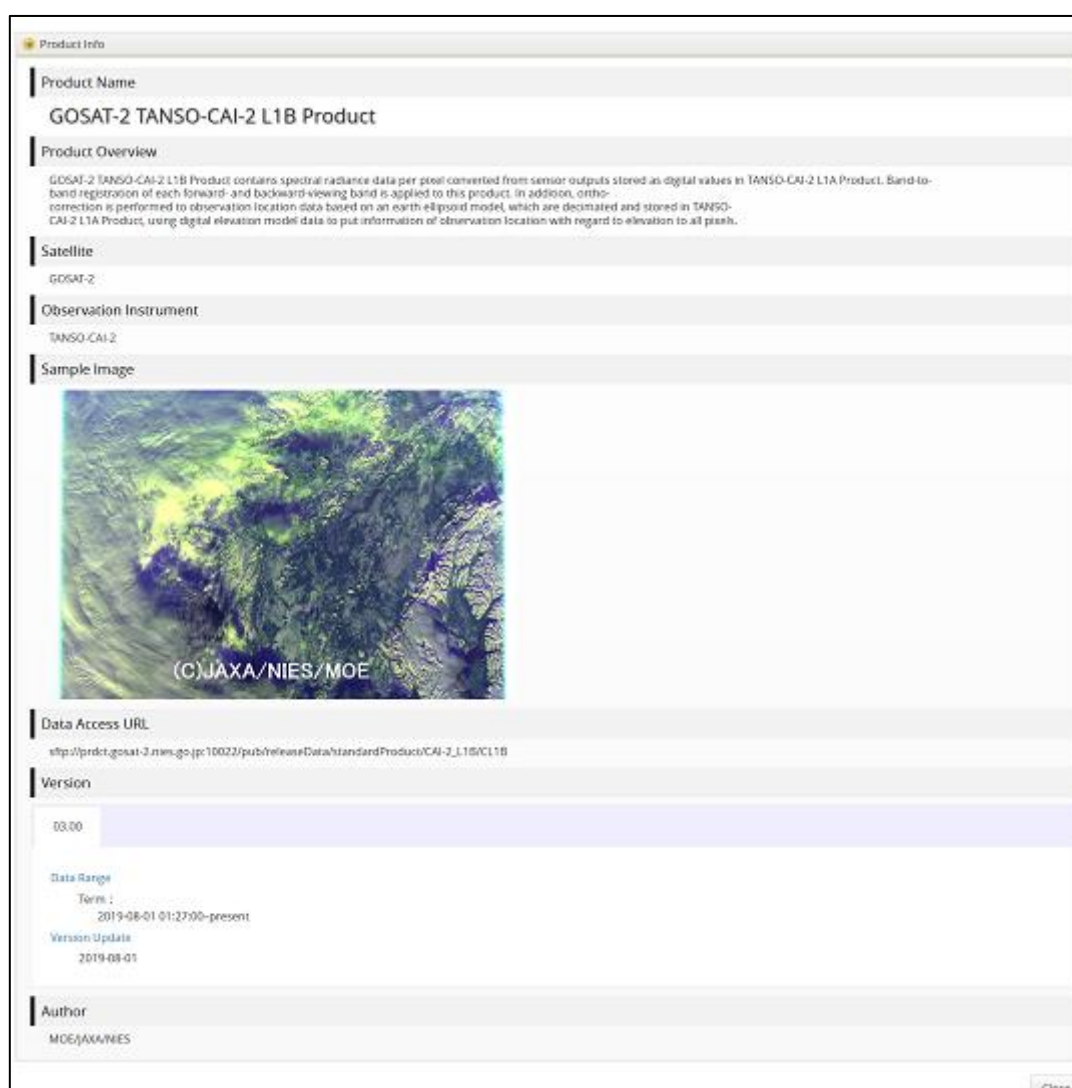 Product Info
Product Name
GOSAT-2 TANSO-CAI-2 L1B Product
Product Overview
GOSAT-2 TANSO-CAI-2 L1B Product contains spectral radiance data per pixel converted from sensor outputs stored as digital values in TANSO-CAI-2 L1A Product. Band-to-
band registration of each forward- and backward-viewing band is applied to this product. In addition, ortho-
correction is performed to observation location data based on an earth ellipsoid model, which are decimated and stored in TANSO-
CAI-2 L1A Product, using digital elevation model data to put information of observation location with regard to elevation to all pixels.
Satellite
GOSAT-2
Observation Instrument
TANSO-CAI-2
Sample Image
(C)JAXA/NIES/MOE
Data Access URL
sftp://prdct.gosat-2.nies.go.jp:10022/pub/releaseData/standardProduct/CAI-2_L1B/CL1B
Version
03.00
Data Range
Term :
2019-08-01 01:27:00~present
Version Update
2019-08-01
Author
MOE/JAXA/NIES
Close